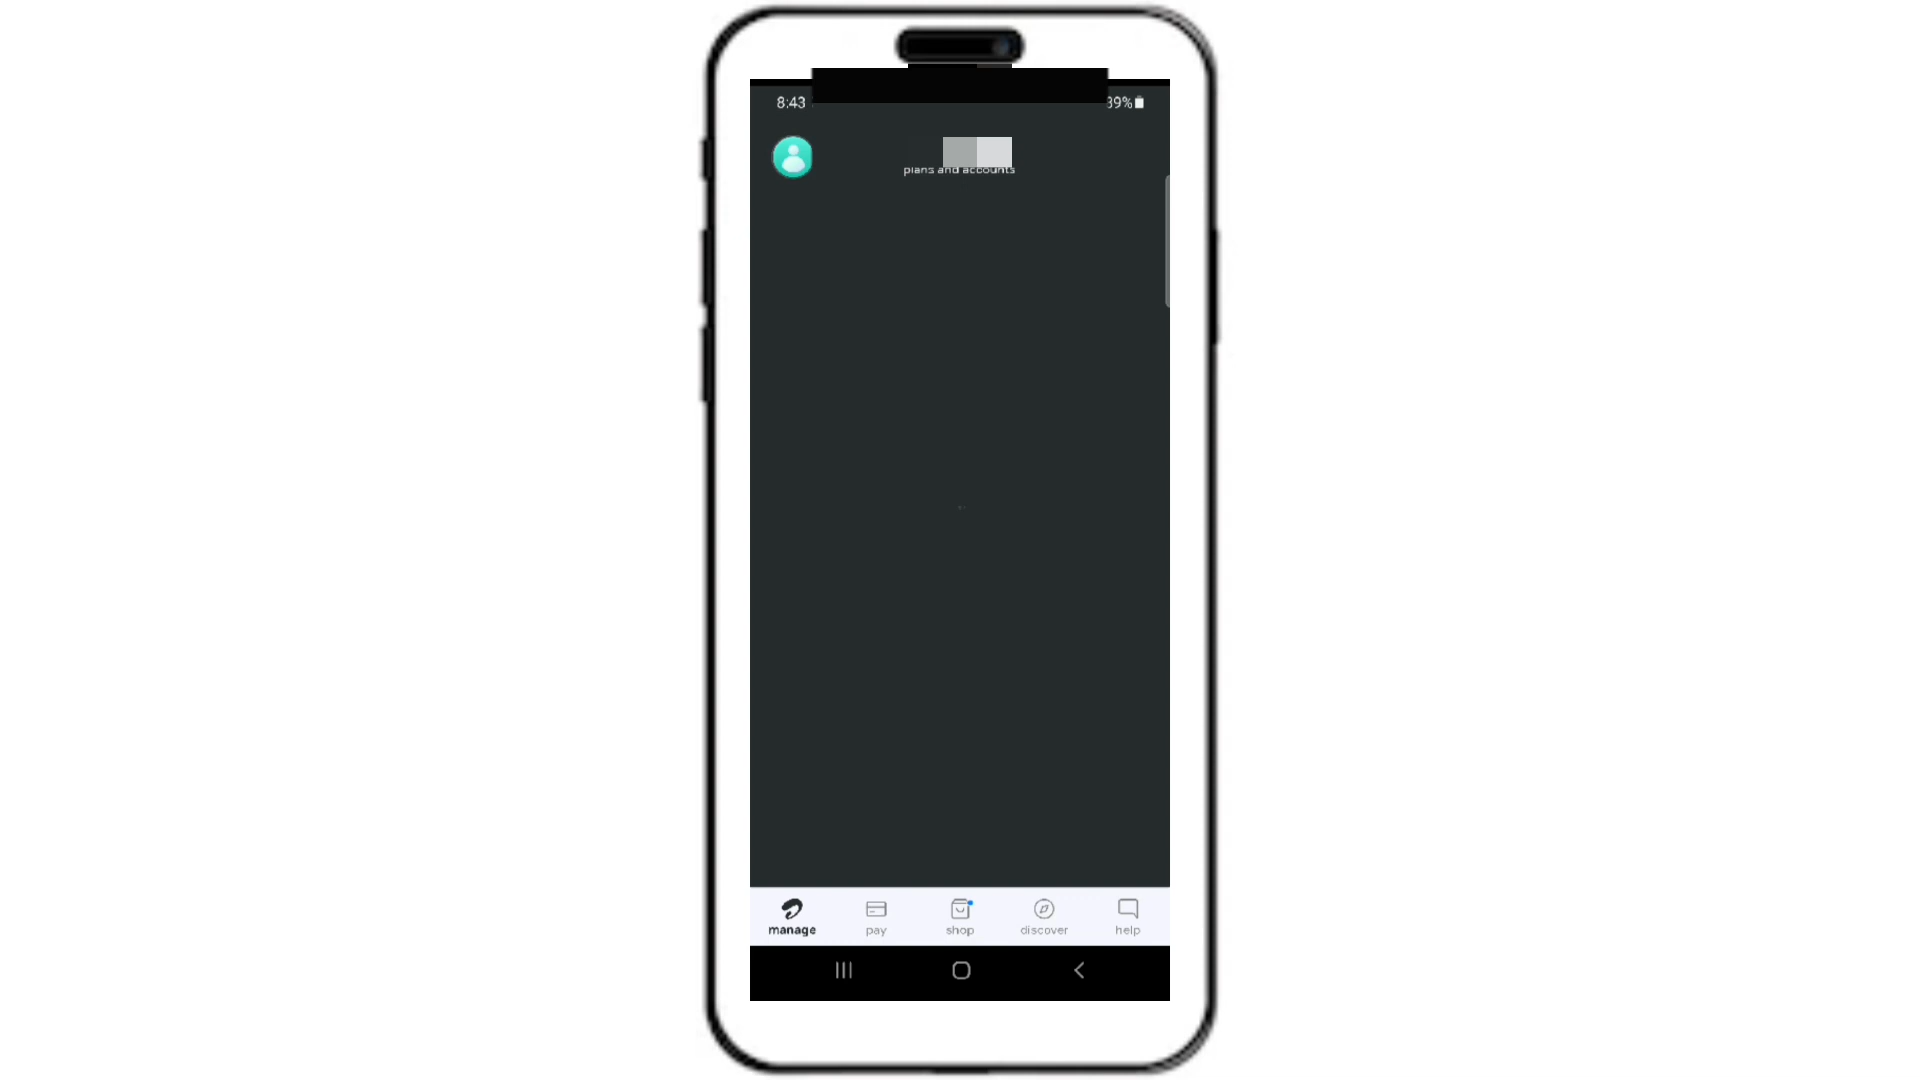 8:43
39%
plans and accounts
manage
pay
shop
discover
help